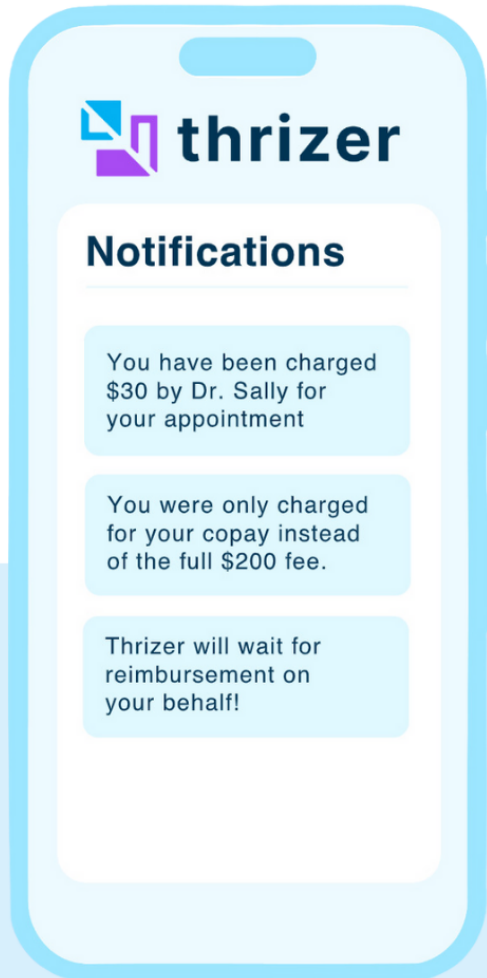 thrizer
Notifications
You have been charged
$30 by Dr. Sally for
your appointment
You were only charged
for your copay instead
of the full $200 fee.
Thrizer will wait for
reimbursement on
your behalf!